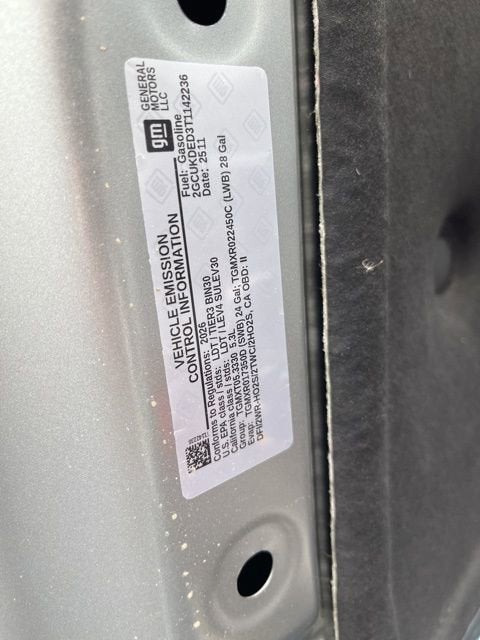 gm
GENERAL
MOTORS
LLC
Fuel: Gasoline
2GCUKDED3T1142236
Date: 2511
VEHICLE EMISSION
CONTROL INFORMATION
Conforms to Regulations: 2026
U.S. EPA class / stds: LDT / TIER3 BIN30
California class / stds: LDT / LEV4 SULEV30
Group: TGMXT05.3330 5.3L
Evap: TGMXR017350D (SWB) 24 Gal; TGMXR022450C (LWB) 28 Gal
DFI/2WR-HO2S/2TWC/2HO2S, CA OBD: II